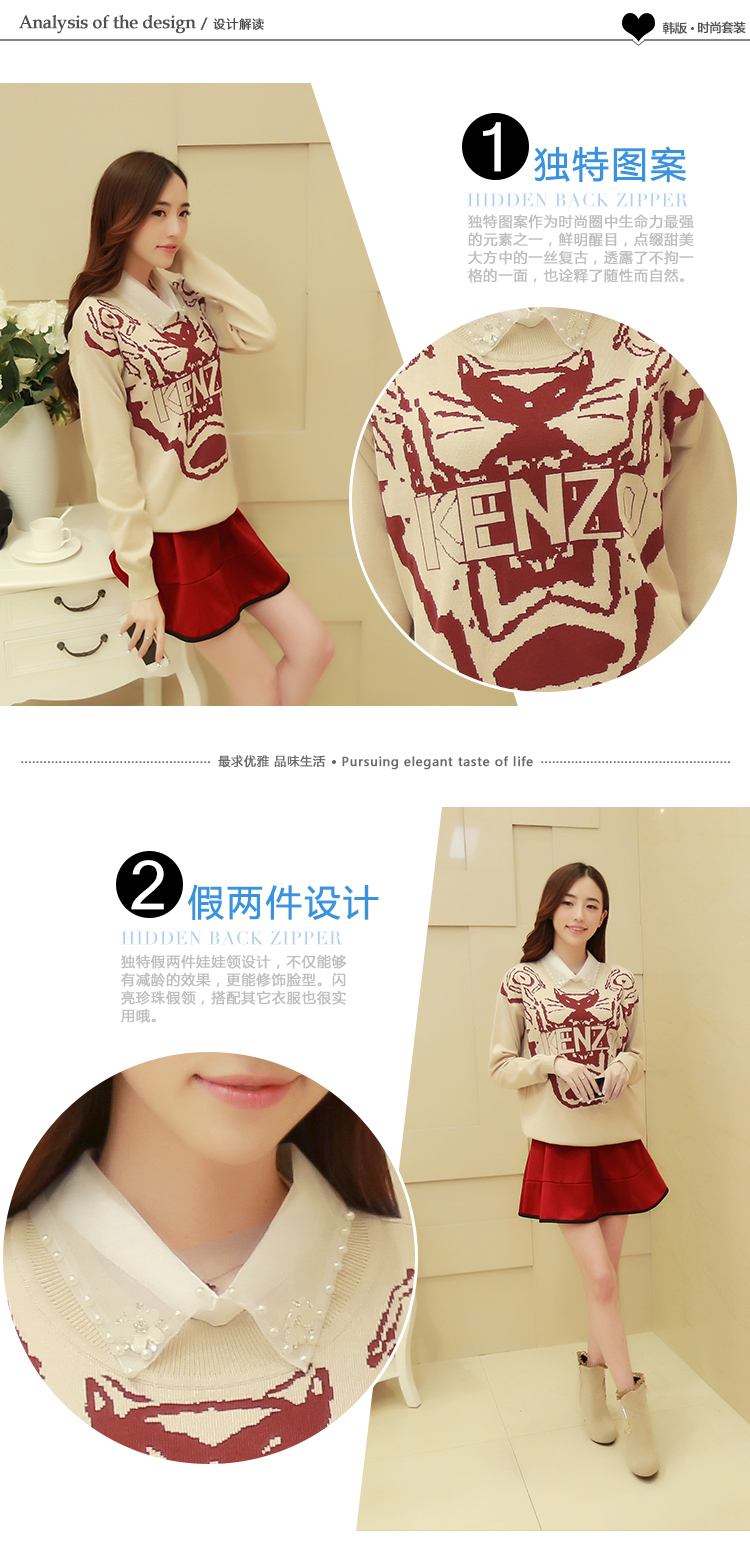 Analysis of the design / 设计解读
韩版·时尚套装
1 独特图案
HIDDEN BACK ZIPPER
独特图案作为时尚圈中生命力最强
的元素之一，鲜明醒目，点缀甜美
大方中的一丝复古，透露了不拘一
格的一面，也诠释了随性而自然。
KENZ
KENZO
最求优雅 品味生活 • Pursuing elegant taste of life
2 假两件设计
HIDDEN BACK ZIPPER
独特假两件娃娃领设计，不仅能够
有减龄的效果，更能修饰脸型。闪
亮珍珠假领，搭配其它衣服也很实
用哦。
KENZO